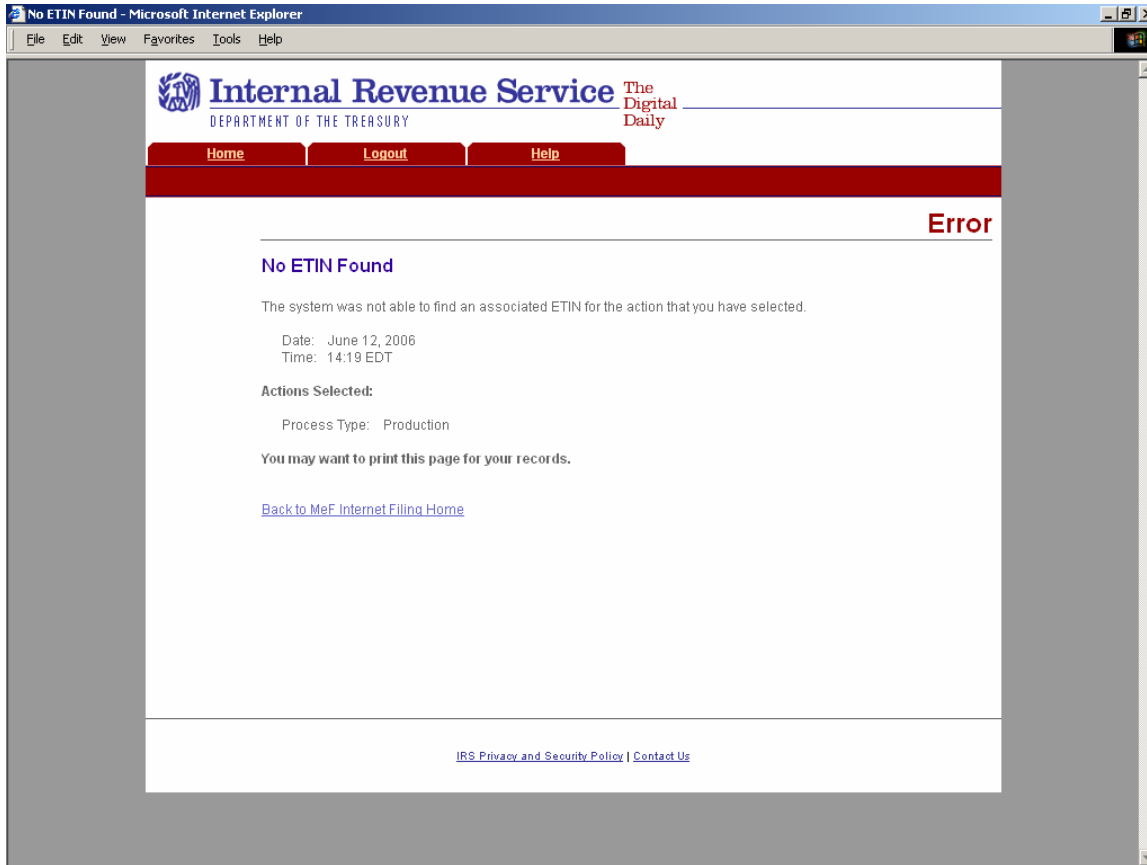 No ETIN Found - Microsoft Internet Explorer
File Edit View Favorites Tools Help
Internal Revenue Service
DEPARTMENT OF THE TREASURY
The
Digital
Daily
Home Logout Help
Error
No ETIN Found
The system was not able to find an associated ETIN for the action that you have selected.
Date: June 12, 2006
Time: 14:19 EDT
Actions Selected:
Process Type: Production
You may want to print this page for your records.
Back to MeF Internet Filing Home
IRS Privacy and Security Policy | Contact Us